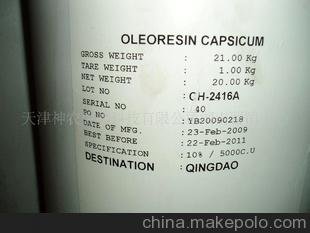 OLEORESIN CAPSICUM
GROSS WEIGHT : 21.00 Kg
TARE WEIGHT : 1.00 Kg
NET WEIGHT : 20.00 Kg
LOT NO : CH-2416A
SERIAL NO : 40
PO NO : YB20090218
DATE OF MFG. : 23-Feb-2009
BEST BEFORE : 22-Feb-2011
SPECIFICATION : 10% / 5000C.U
DESTINATION : QINGDAO
天津神农
china.makepolo.com